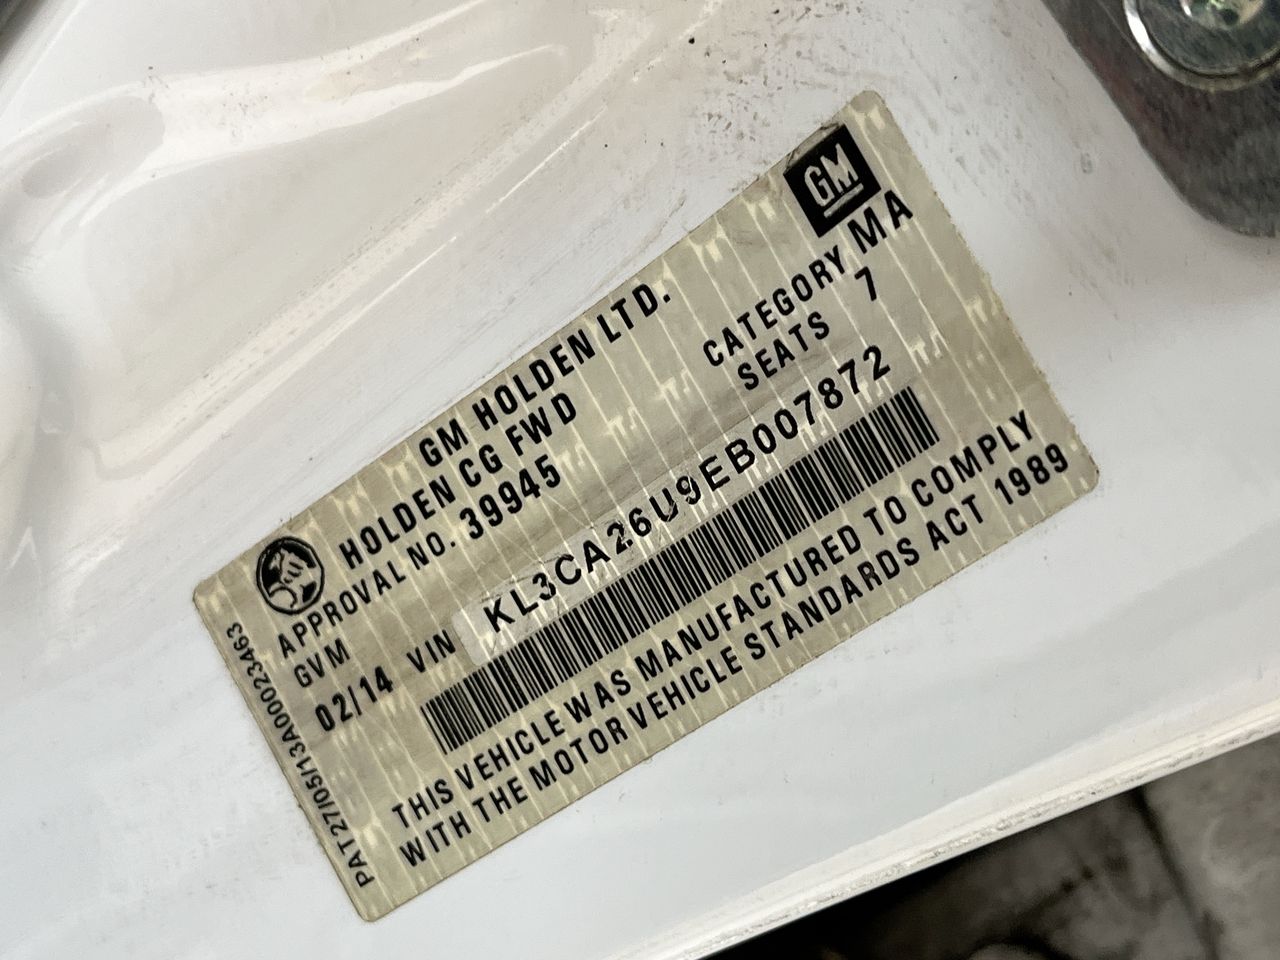 GM
GM HOLDEN LTD.
HOLDEN CG FWD
CATEGORY MA
APPROVAL NO. 39945
SEATS 7
GVM
02/14 VIN KL3CA26U9EB007872
THIS VEHICLE WAS MANUFACTURED TO COMPLY
WITH THE MOTOR VEHICLE STANDARDS ACT 1989
PAT27/05/13A000023463